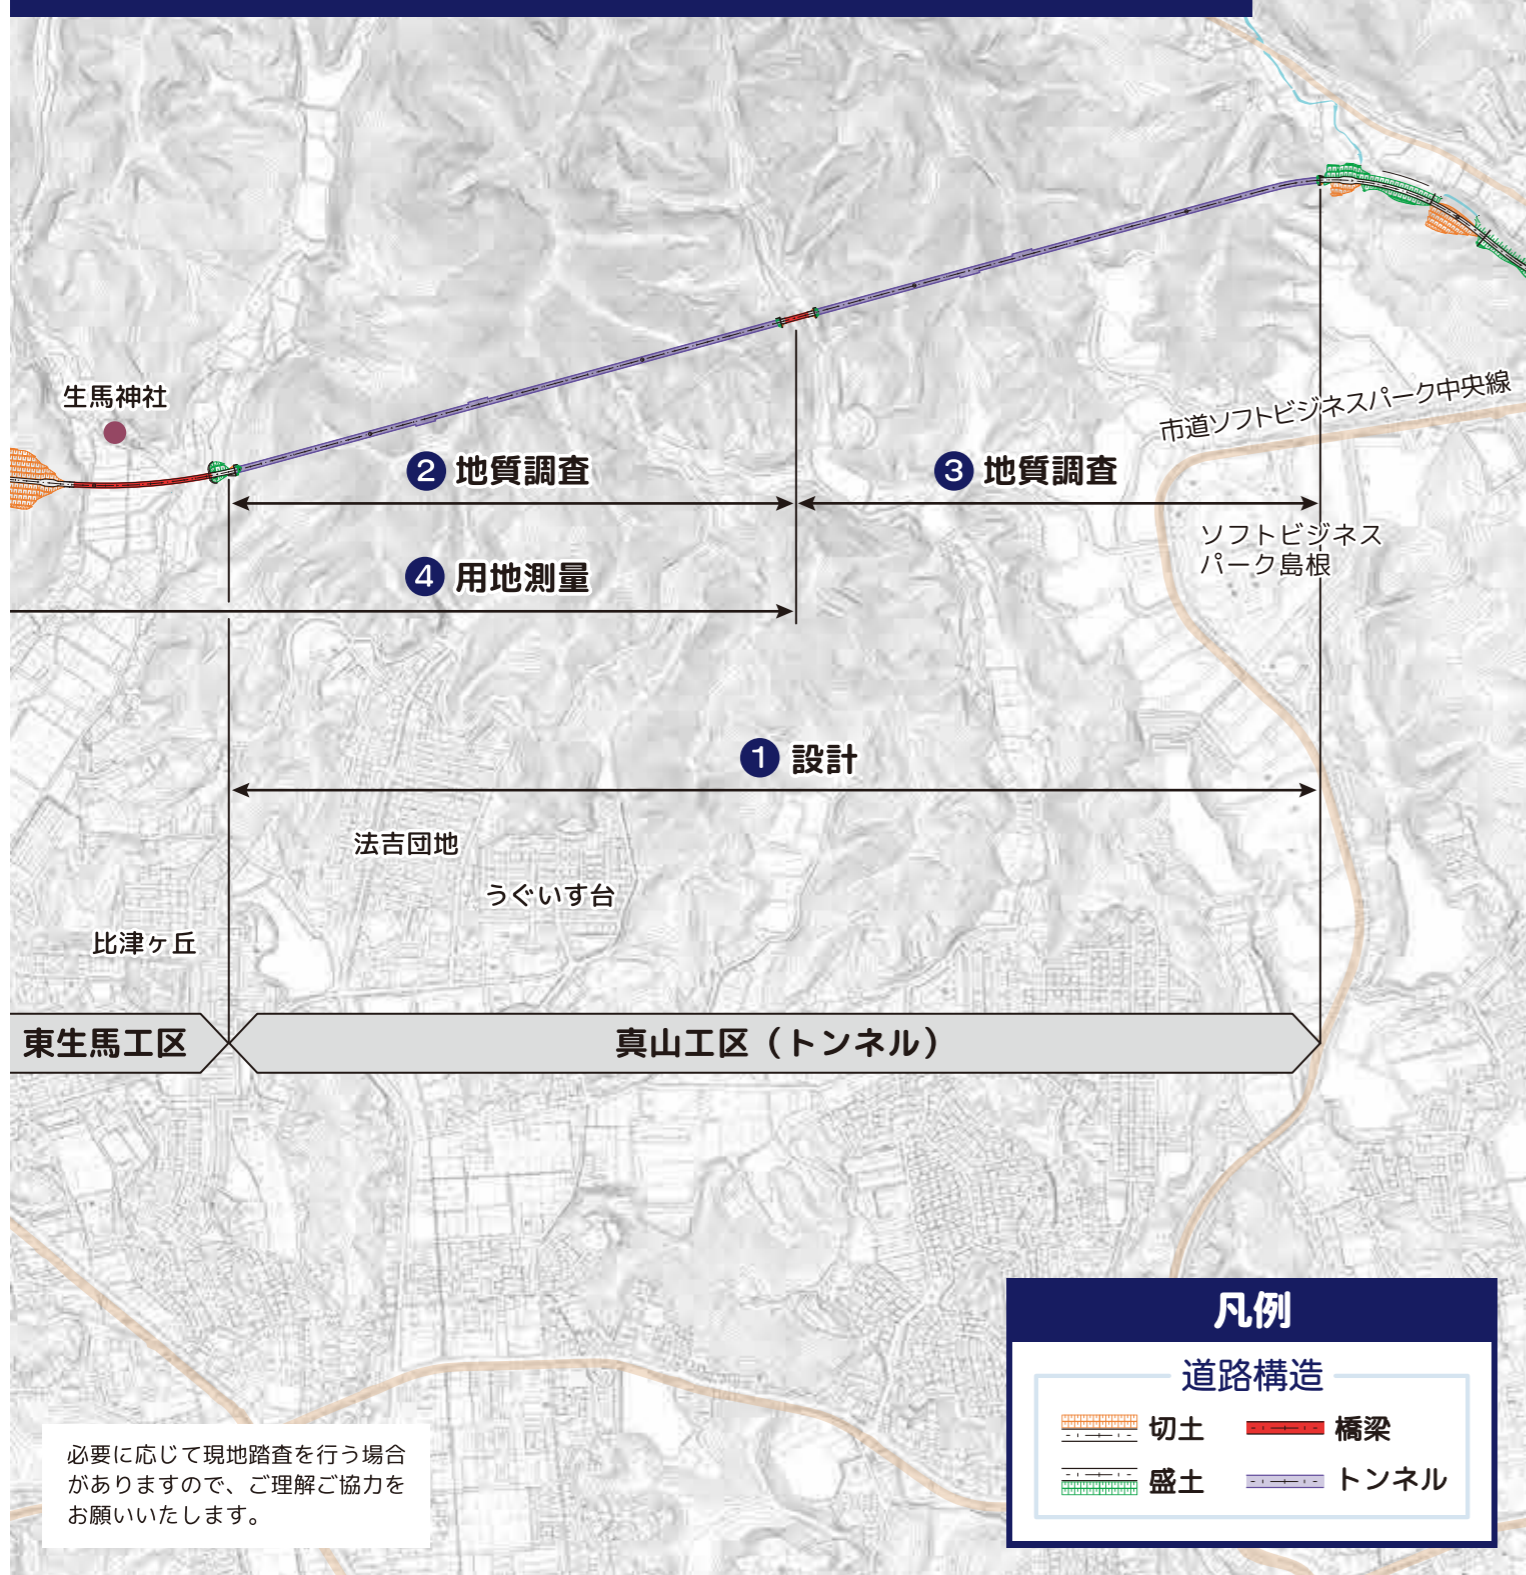 生馬神社
市道ソフトビジネスパーク中央線
2 地質調査
3 地質調査
ソフトビジネス
パーク島根
4 用地測量
1 設計
法吉団地
うぐいす台
比津ヶ丘
東生馬工区
真山工区（トンネル）
凡例
道路構造
切土
橋梁
盛土
トンネル
必要に応じて現地踏査を行う場合
がありますので、ご理解ご協力を
お願いいたします。